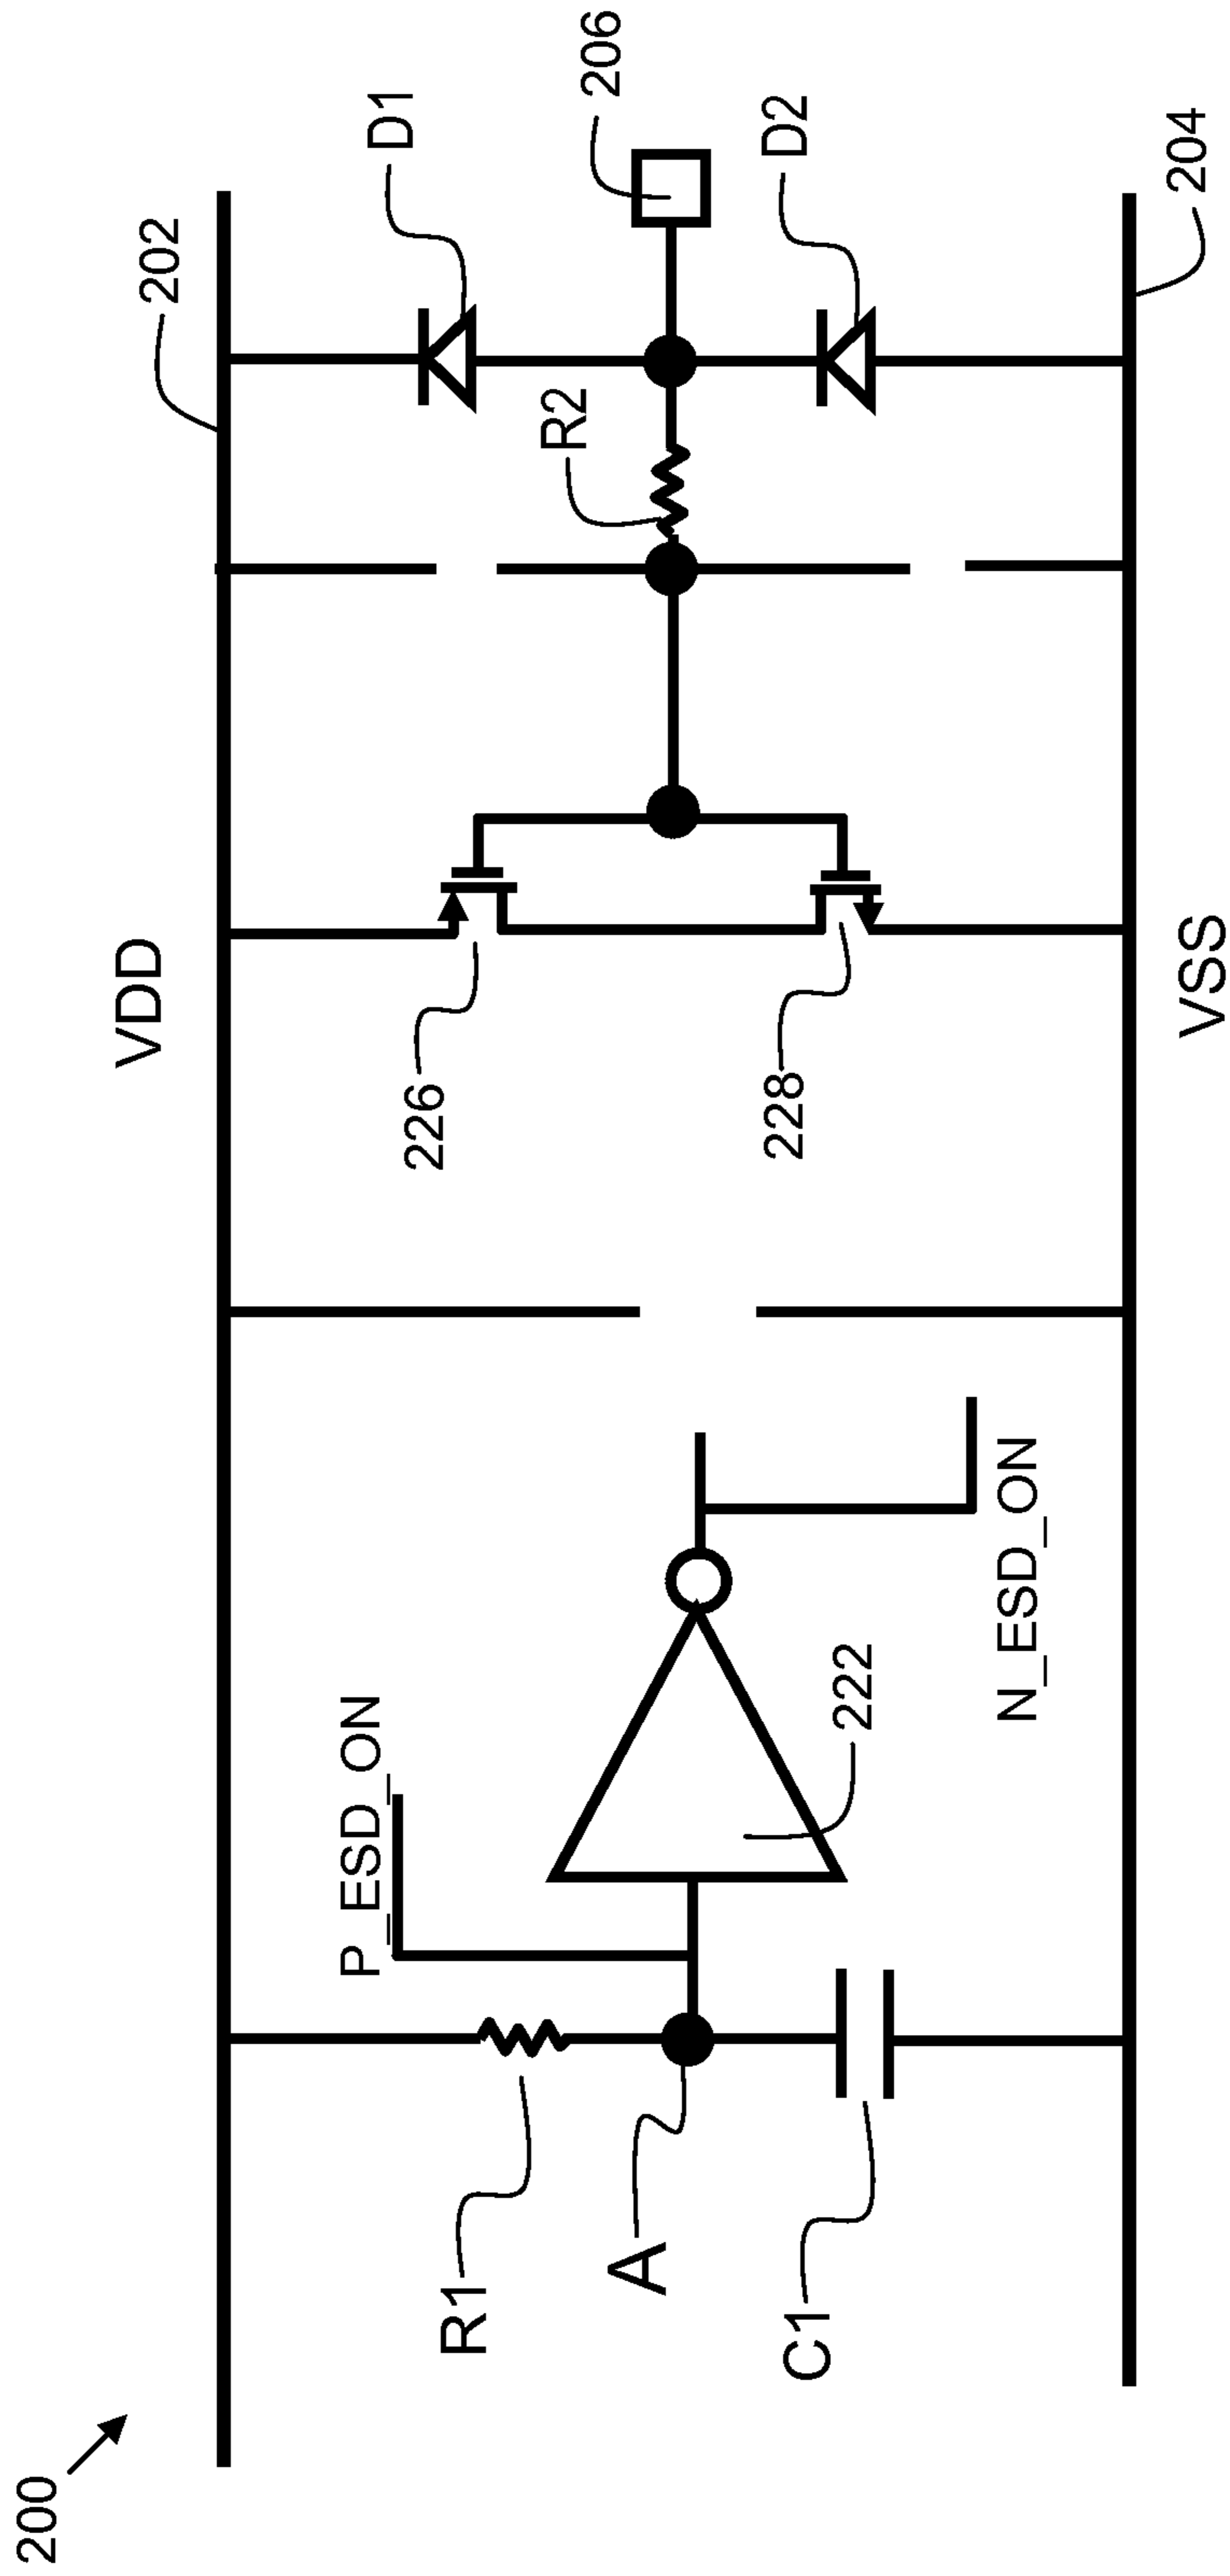 200
VDD
202
R1
P_ESD_ON
226
D1
A
R2
206
C1
222
228
D2
N_ESD_ON
VSS
204